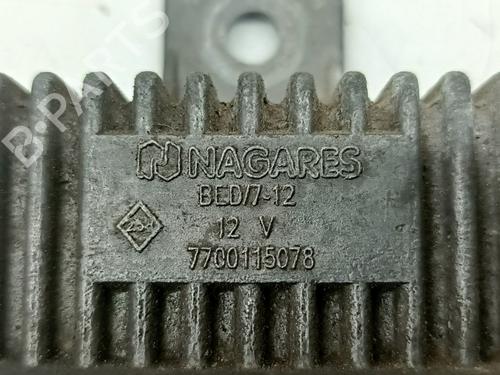 B-PARTS
NAGARES
BED/7-12
12 V
7700115078